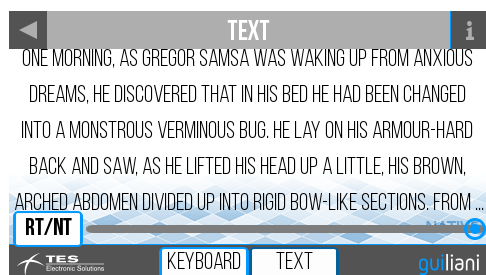 TEXT
i
ONE MORNING, AS GREGOR SAMSA WAS WAKING UP FROM ANXIOUS
DREAMS, HE DISCOVERED THAT IN HIS BED HE HAD BEEN CHANGED
INTO A MONSTROUS VERMINOUS BUG. HE LAY ON HIS ARMOUR-HARD
BACK AND SAW, AS HE LIFTED HIS HEAD UP A LITTLE, HIS BROWN,
ARCHED ABDOMEN DIVIDED UP INTO RIGID BOW-LIKE SECTIONS. FROM ...
RT/NT
TES
Electronic Solutions
KEYBOARD
TEXT
guiliani